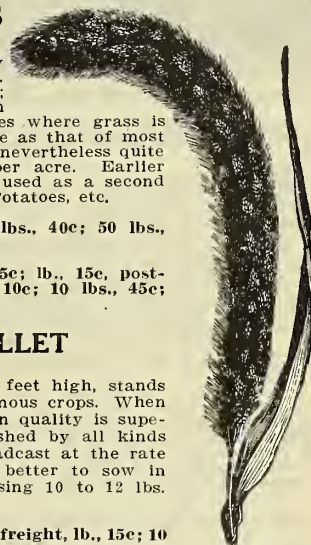 es where grass is
e as that of most
nevertheless quite
per acre. Earlier
used as a second
Potatoes, etc.
lbs., 40c; 50 lbs.,
5c; lb., 15c, post-
10c; 10 lbs., 45c;
LLET
feet high, stands
nous crops. When
n quality is supe-
shed by all kinds
adcast at the rate
better to sow in
sing 10 to 12 lbs.
freight, lb., 15c; 10